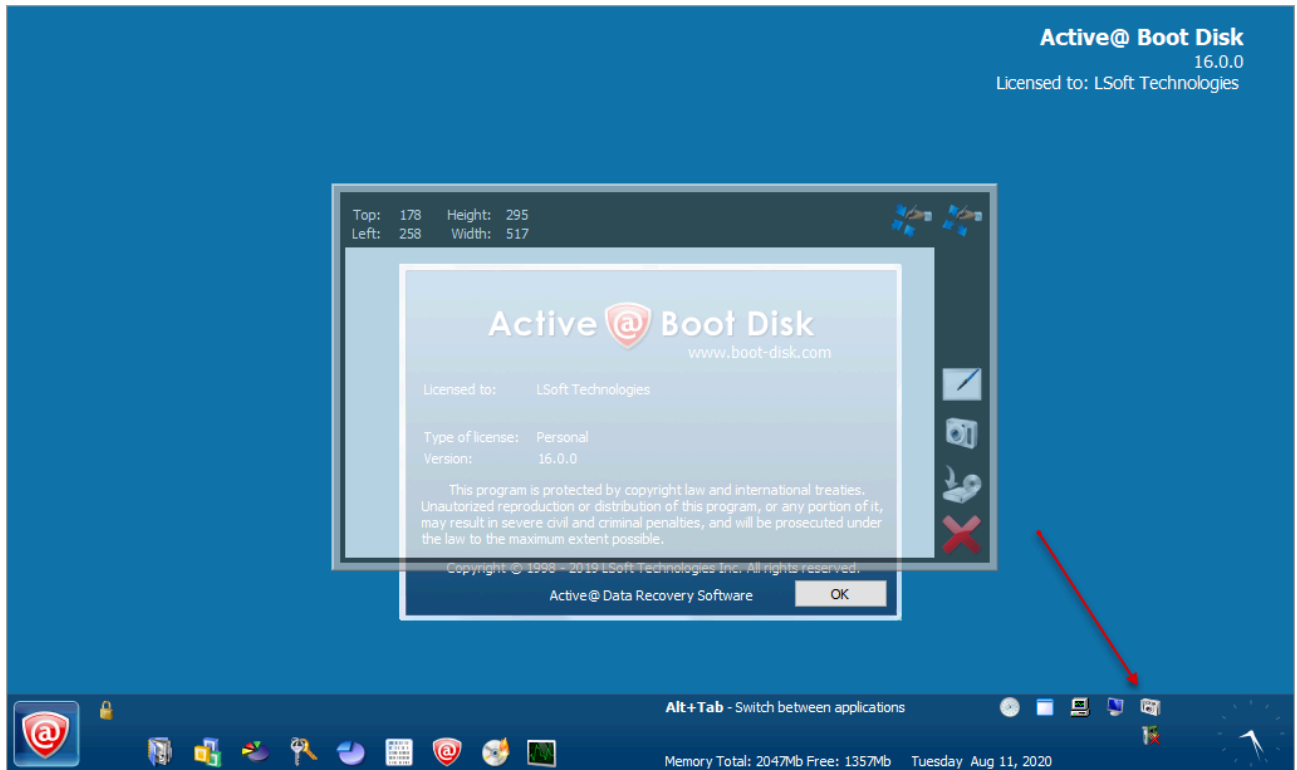 Active@ Boot Disk
16.0.0
Licensed to: LSoft Technologies
Top: 178 Height: 295
Left: 258 Width: 517
Active @ Boot Disk
www.boot-disk.com
Licensed to: LSoft Technologies
Type of license: Personal
Version: 16.0.0
This program is protected by copyright law and international treaties.
Unautorized reproduction or distribution of this program, or any portion of it,
may result in severe civil and criminal penalties, and will be prosecuted under
the law to the maximum extent possible.
Copyright © 1998 - 2019 LSoft Technologies Inc. All rights reserved.
Active@ Data Recovery Software OK
Alt+Tab - Switch between applications
Memory Total: 2047Mb Free: 1357Mb Tuesday Aug 11, 2020